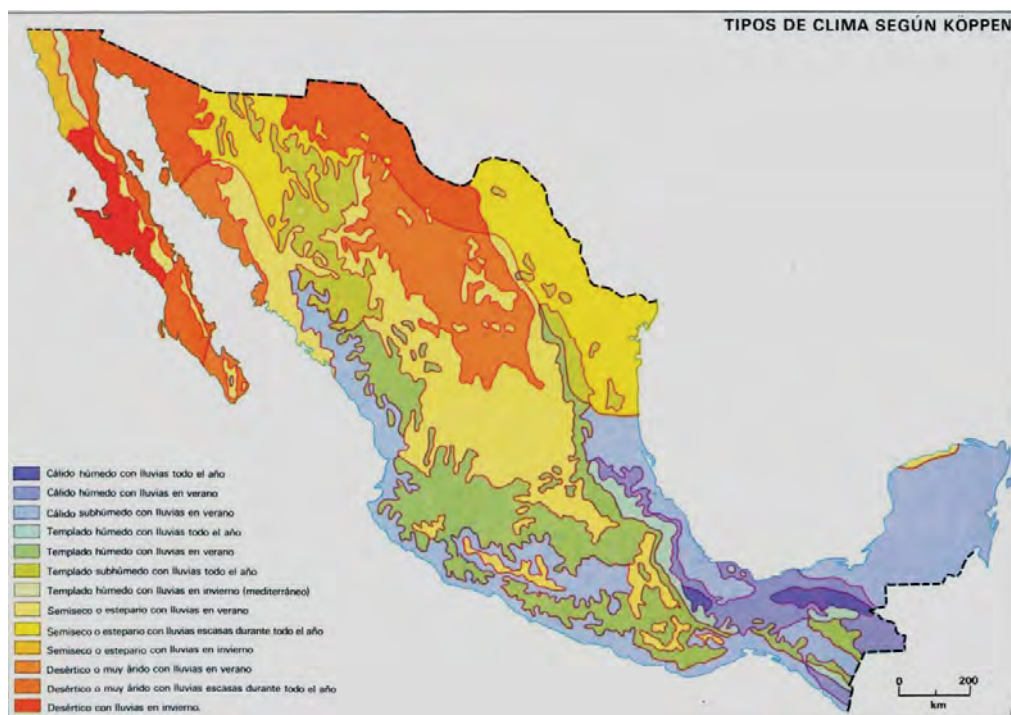 TIPOS DE CLIMA SEGÚN KÖPPEN
Cálido húmedo con lluvias todo el año
Cálido húmedo con lluvias en verano
Cálido subhúmedo con lluvias en verano
Templado húmedo con lluvias todo el año
Templado húmedo con lluvias en verano
Templado subhúmedo con lluvias todo el año
Templado húmedo con lluvias en invierno (mediterráneo)
Semiseco o estepario con lluvias en verano
Semiseco o estepario con lluvias escasas durante todo el año
Semiseco o estepario con lluvias en invierno
Desértico o muy árido con lluvias en verano
Desértico o muy árido con lluvias escasas durante todo el año
Desértico con lluvias en invierno.
0 200
km